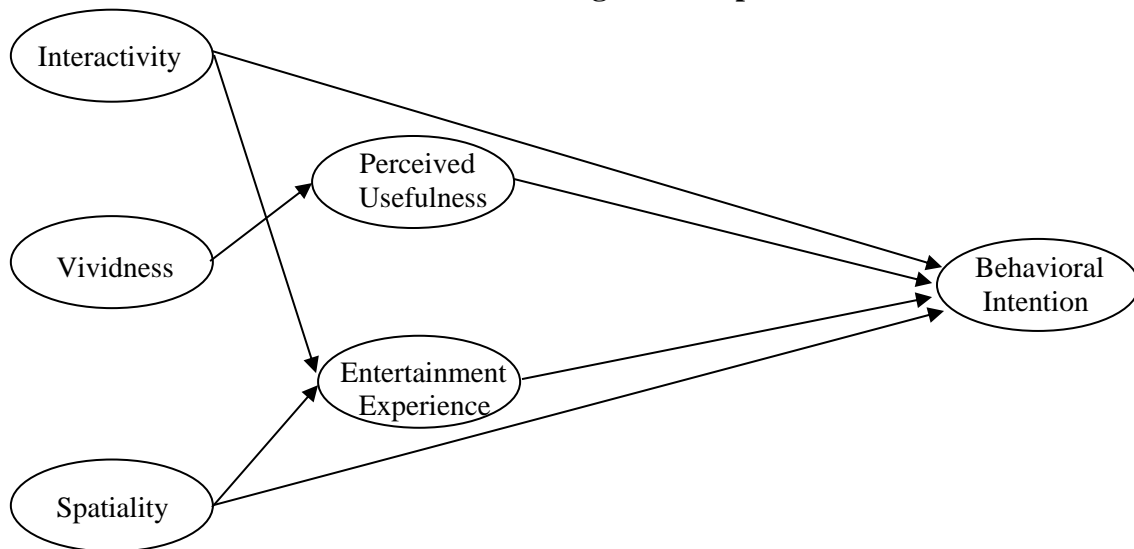 Interactivity
Perceived
Usefulness
Vividness
Behavioral
Intention
Entertainment
Experience
Spatiality